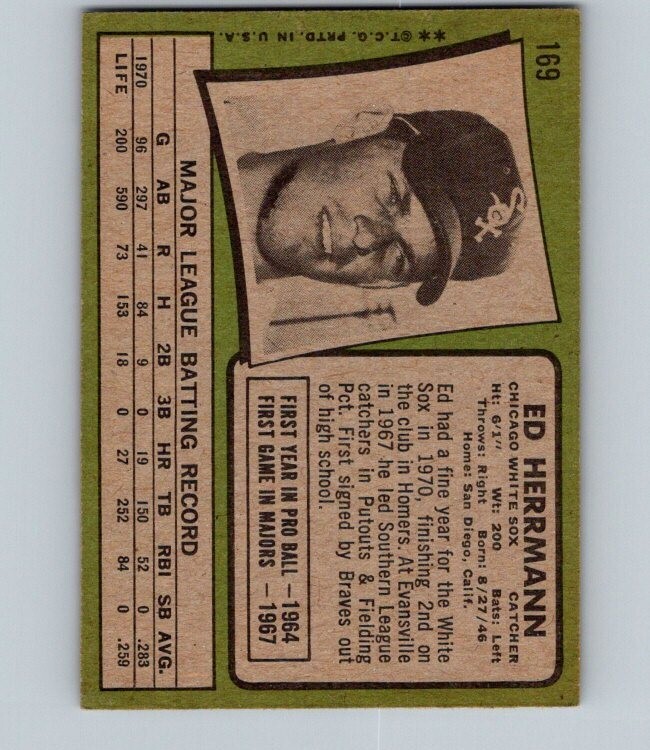 169
ED HERRMANN
CHICAGO WHITE SOX CATCHER
Ht: 6'1" Wt: 200 Bats: Left
Throws: Right Born: 8/27/46
Home: San Diego, Calif.
Ed had a fine year for the White
Sox in 1970, finishing 2nd on
the club in Homers. At Evansville
in 1967 he led Southern League
catchers in Putouts & Fielding
Pct. First signed by Braves out
of high school.
FIRST YEAR IN PRO BALL — 1964
FIRST GAME IN MAJORS — 1967
SOX
MAJOR LEAGUE BATTING RECORD
G AB R H 2B 3B HR TB RBI SB AVG.
1970 96 297 41 84 9 0 19 150 52 0 .283
LIFE 200 590 73 153 18 0 27 252 84 0 .259
**©T.C.G. PRTD. IN U.S.A.